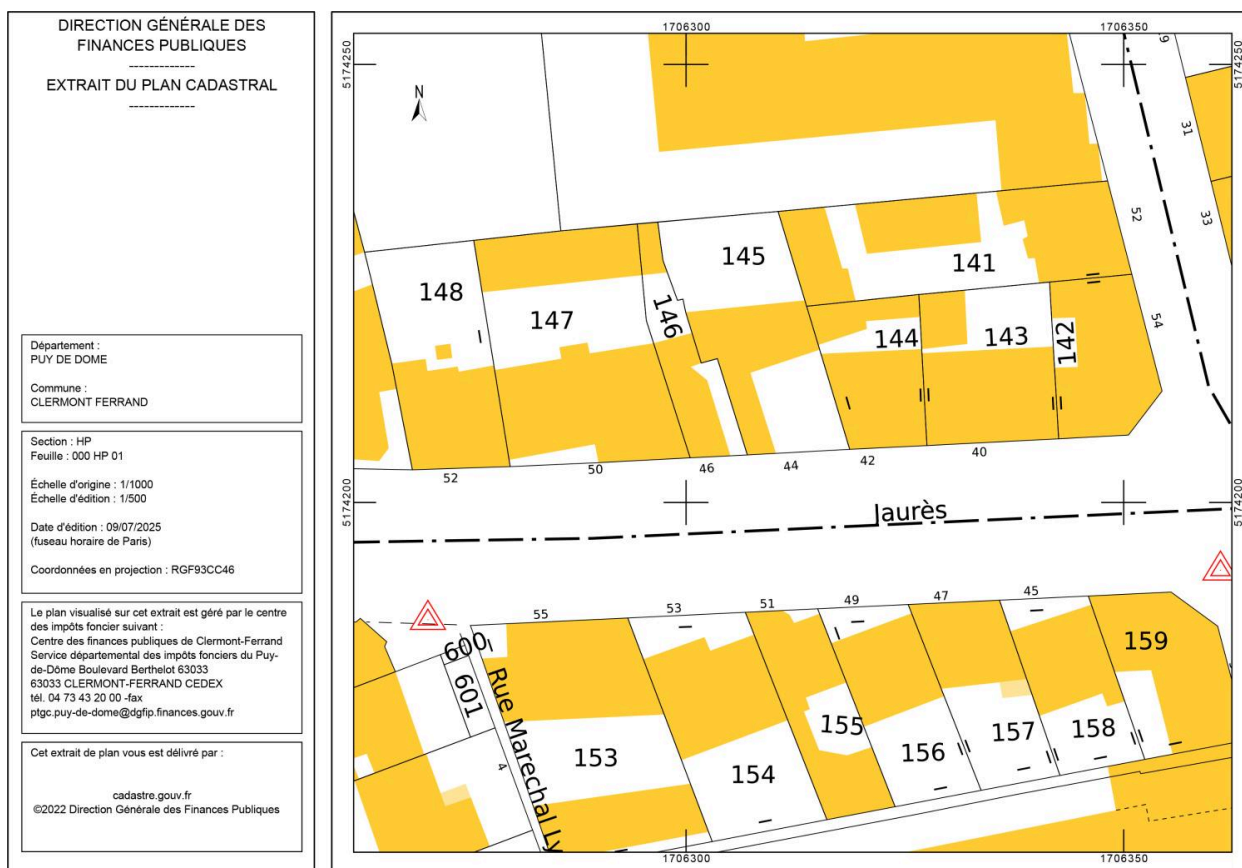 DIRECTION GÉNÉRALE DES
FINANCES PUBLIQUES
-------------
EXTRAIT DU PLAN CADASTRAL
-------------
Département :
PUY DE DOME
Commune :
CLERMONT FERRAND
Section : HP
Feuille : 000 HP 01
Échelle d'origine : 1/1000
Échelle d'édition : 1/500
Date d'édition : 09/07/2025
(fuseau horaire de Paris)
Coordonnées en projection : RGF93CC46
Le plan visualisé sur cet extrait est géré par le centre
des impôts foncier suivant :
Centre des finances publiques de Clermont-Ferrand
Service départemental des impôts fonciers du Puy-
de-Dôme Boulevard Berthelot 63033
63033 CLERMONT-FERRAND CEDEX
tél. 04 73 43 20 00 -fax
ptgc.puy-de-dome@dgfip.finances.gouv.fr
Cet extrait de plan vous est délivré par :
cadastre.gouv.fr
©2022 Direction Générale des Finances Publiques
1706300
1706350
5174250
5174250
N
31
52
33
145
141
148
147
146
144
143
142
54
52
50
46
44
42
40
5174200
5174200
Jaurès
55
53
51
49
47
45
600
601
Rue Marechal Ly
4
153
154
155
156
157
158
159
1706300
1706350